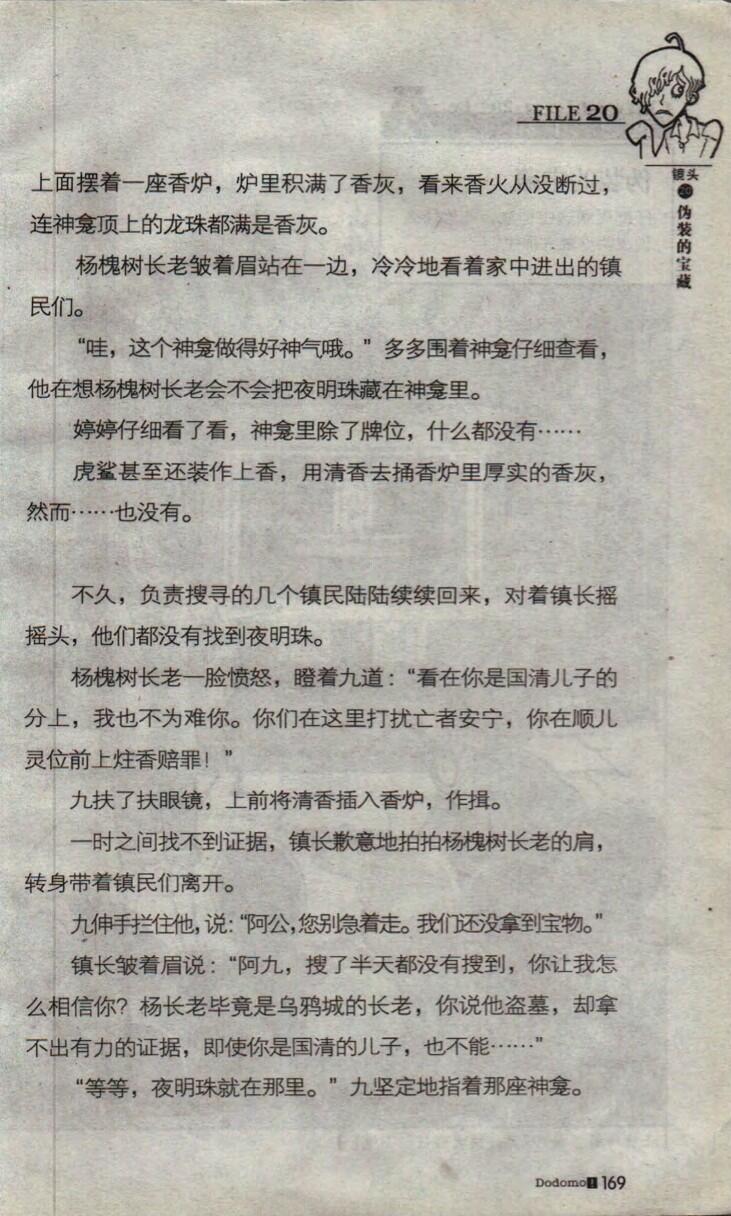 FILE 20
镜头
20
伪装的宝藏
上面摆着一座香炉，炉里积满了香灰，看来香火从没断过，
连神龛顶上的龙珠都满是香灰。
杨槐树长老皱着眉站在一边，冷冷地看着家中进出的镇
民们。
“哇，这个神龛做得好神气哦。”多多围着神龛仔细查看，
他在想杨槐树长老会不会把夜明珠藏在神龛里。
婷婷仔细看了看，神龛里除了牌位，什么都没有……
虎鲨甚至还装作上香，用清香去捅香炉里厚实的香灰，
然而……也没有。
不久，负责搜寻的几个镇民陆陆续续回来，对着镇长摇
摇头，他们都没有找到夜明珠。
杨槐树长老一脸愤怒，瞪着九道：“看在你是国清儿子的
分上，我也不为难你。你们在这里打扰亡者安宁，你在顺儿
灵位前上炷香赔罪！”
九扶了扶眼镜，上前将清香插入香炉，作揖。
一时之间找不到证据，镇长歉意地拍拍杨槐树长老的肩，
转身带着镇民们离开。
九伸手拦住他，说：“阿公，您别急着走。我们还没拿到宝物。”
镇长皱着眉说：“阿九，搜了半天都没有搜到，你让我怎
么相信你？杨长老毕竟是乌鸦城的长老，你说他盗墓，却拿
不出有力的证据，即使你是国清的儿子，也不能……”
“等等，夜明珠就在那里。”九坚定地指着那座神龛。
Dodomo! 169